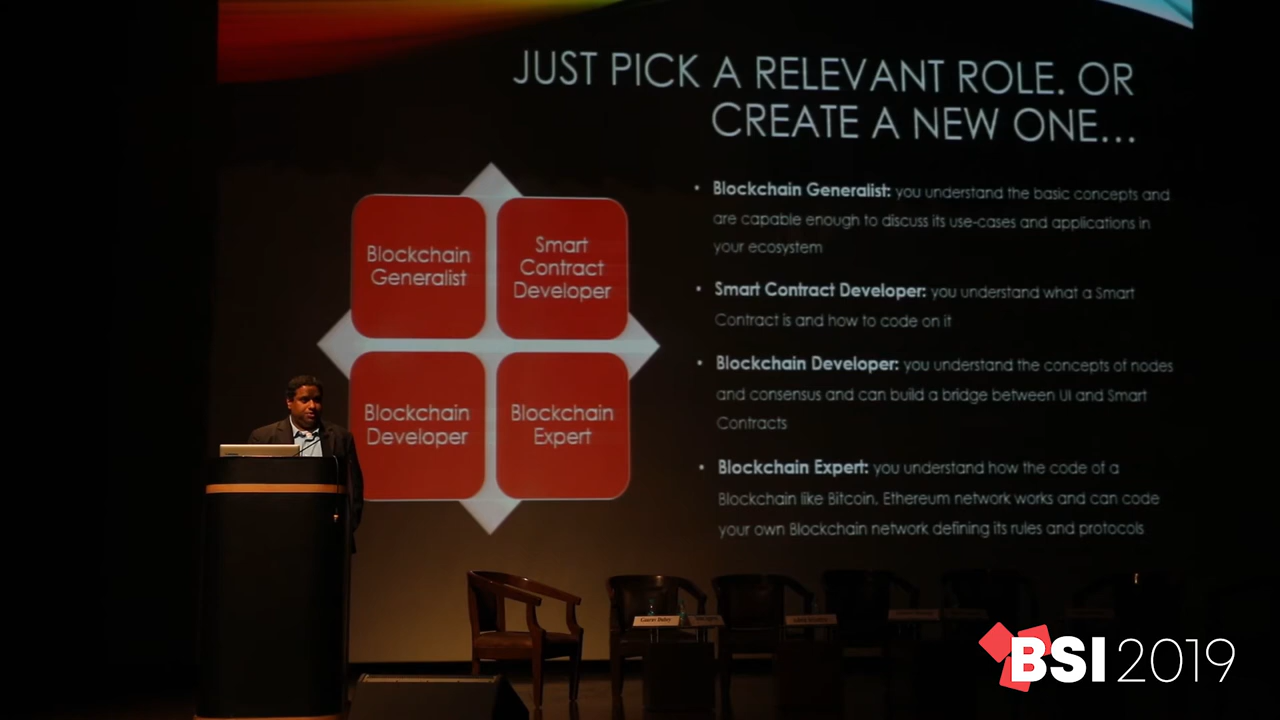 JUST PICK A RELEVANT ROLE. OR
CREATE A NEW ONE...
Blockchain
Generalist
Smart
Contract
Developer
Blockchain
Developer
Blockchain
Expert
• Blockchain Generalist: you understand the basic concepts and
are capable enough to discuss its use-cases and applications in
your ecosystem
• Smart Contract Developer: you understand what a Smart
Contract is and how to code on it
• Blockchain Developer: you understand the concepts of nodes
and consensus and can build a bridge between UI and Smart
Contracts
• Blockchain Expert: you understand how the code of a
Blockchain like Bitcoin, Ethereum network works and can code
your own Blockchain network defining its rules and protocols
BSI 2019